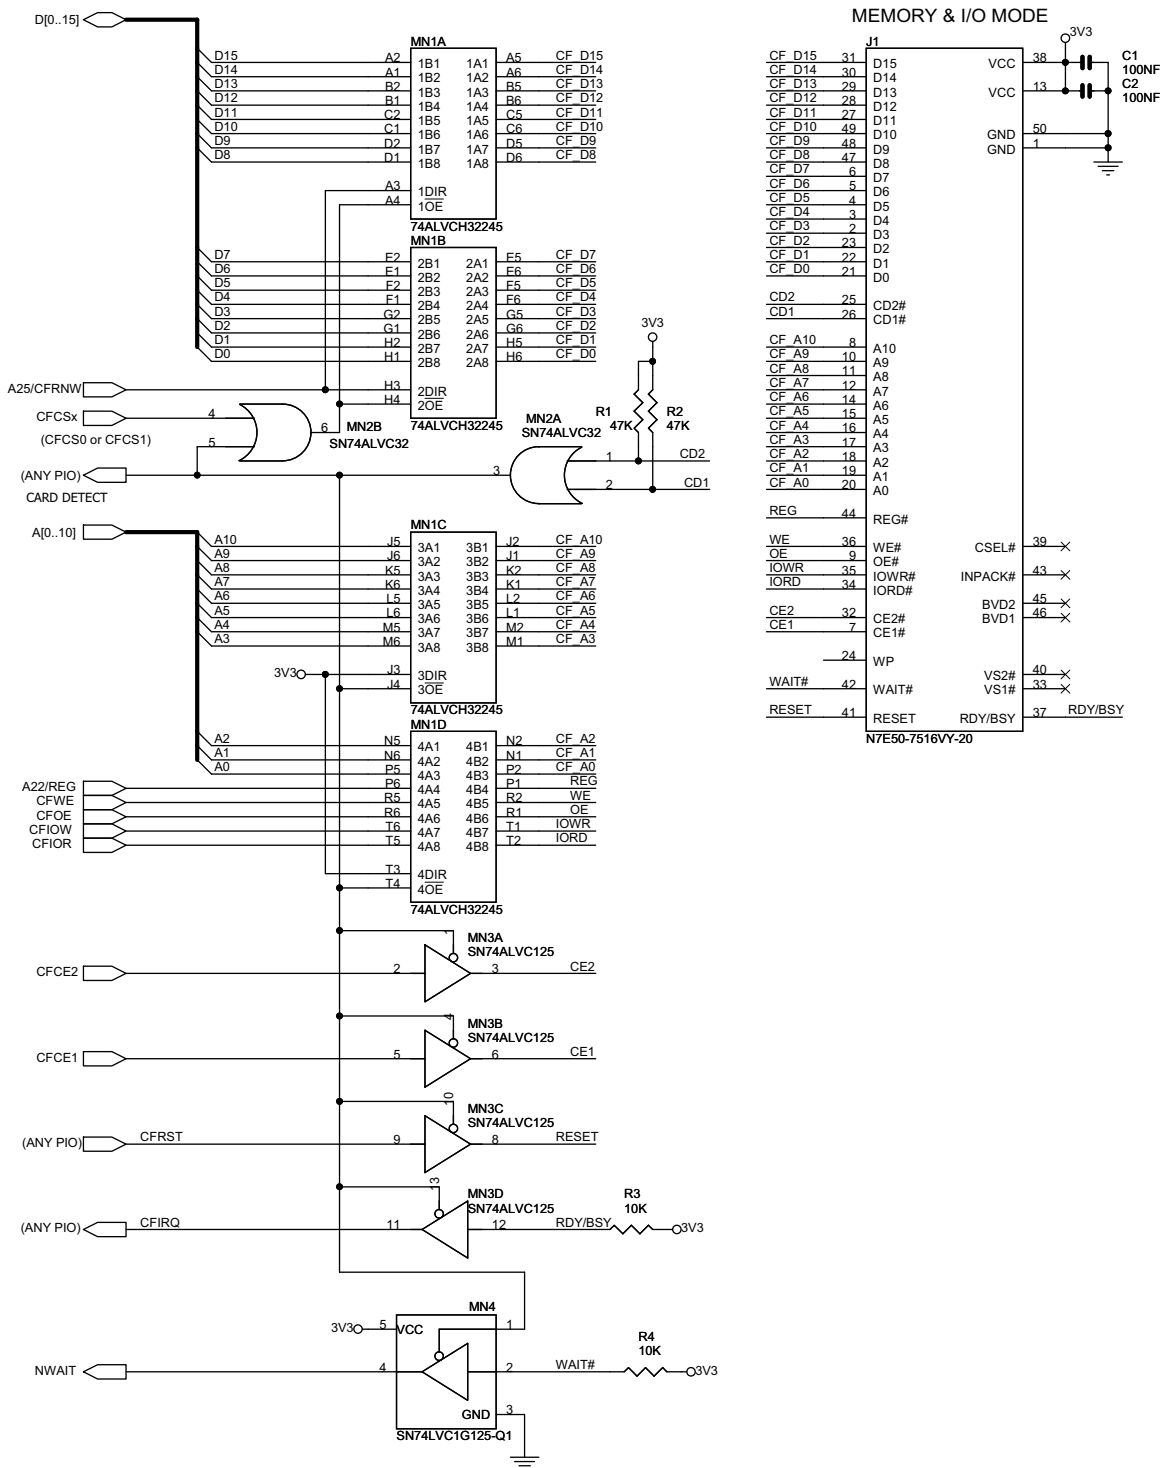 MEMORY & I/O MODE
D[0..15]
MN1A
D15 A2 1B1 1A1 A5 CF_D15
D14 A1 1B2 1A2 A6 CF_D14
D13 B2 1B3 1A3 B5 CF_D13
D12 B1 1B4 1A4 B6 CF_D12
D11 C2 1B5 1A5 C5 CF_D11
D10 C1 1B6 1A6 C6 CF_D10
D9 D2 1B7 1A7 D5 CF_D9
D8 D1 1B8 1A8 D6 CF_D8
A3 1DIR
A4 1OE
74ALVCH32245
MN1B
D7 E2 2B1 2A1 E5 CF_D7
D6 E1 2B2 2A2 E6 CF_D6
D5 F2 2B3 2A3 F5 CF_D5
D4 F1 2B4 2A4 F6 CF_D4
D3 G2 2B5 2A5 G5 CF_D3
D2 G1 2B6 2A6 G6 CF_D2
D1 H2 2B7 2A7 H5 CF_D1
D0 H1 2B8 2A8 H6 CF_D0
A25/CFRNW H3 2DIR
H4 2OE
74ALVCH32245
CFCSx 4
(CFCS0 or CFCS1)
5
6 MN2B
SN74ALVC32
3V3
R1
47K
R2
47K
MN2A
SN74ALVC32
1 CD2
2 CD1
3
(ANY PIO)
CARD DETECT
A[0..10]
MN1C
A10 J5 3A1 3B1 J2 CF_A10
A9 J6 3A2 3B2 J1 CF_A9
A8 K5 3A3 3B3 K2 CF_A8
A7 K6 3A4 3B4 K1 CF_A7
A6 L5 3A5 3B5 L2 CF_A6
A5 L6 3A6 3B6 L1 CF_A5
A4 M5 3A7 3B7 M2 CF_A4
A3 M6 3A8 3B8 M1 CF_A3
3V3 J3 3DIR
J4 3OE
74ALVCH32245
MN1D
A2 N5 4A1 4B1 N2 CF_A2
A1 N6 4A2 4B2 N1 CF_A1
A0 P5 4A3 4B3 P2 CF_A0
A22/REG P6 4A4 4B4 P1 REG
CFWE R5 4A5 4B5 R2 WE
CFOE R6 4A6 4B6 R1 OE
CFIOW T6 4A7 4B7 T1 IOWR
CFIOR T5 4A8 4B8 T2 IORD
T3 4DIR
T4 4OE
74ALVCH32245
1 MN3A
SN74ALVC125
CFCE2 2 3 CE2
4 MN3B
SN74ALVC125
CFCE1 5 6 CE1
10 MN3C
SN74ALVC125
(ANY PIO) CFRST 9 8 RESET
13 MN3D
SN74ALVC125
(ANY PIO) CFIRQ 11 12 RDY/BSY
R3
10K
3V3
MN4
3V3 5 VCC 1
NWAIT 4 2 WAIT#
R4
10K
3V3
GND 3
SN74LVC1G125-Q1
J1
CF_D15 31 D15
CF_D14 30 D14
CF_D13 29 D13
CF_D12 28 D12
CF_D11 27 D11
CF_D10 49 D10
CF_D9 48 D9
CF_D8 47 D8
CF_D7 6 D7
CF_D6 5 D6
CF_D5 4 D5
CF_D4 3 D4
CF_D3 2 D3
CF_D2 23 D2
CF_D1 22 D1
CF_D0 21 D0
CD2 25 CD2#
CD1 26 CD1#
CF_A10 8 A10
CF_A9 10 A9
CF_A8 11 A8
CF_A7 12 A7
CF_A6 14 A6
CF_A5 15 A5
CF_A4 16 A4
CF_A3 17 A3
CF_A2 18 A2
CF_A1 19 A1
CF_A0 20 A0
REG 44 REG#
WE 36 WE#
OE 9 OE#
IOWR 35 IOWR#
IORD 34 IORD#
CE2 32 CE2#
CE1 7 CE1#
24 WP
WAIT# 42 WAIT#
RESET 41 RESET
3V3
VCC 38
VCC 13
C1
100NF
C2
100NF
GND 50
GND 1
CSEL# 39
INPACK# 43
BVD2 45
BVD1 46
VS2# 40
VS1# 33
RDY/BSY 37 RDY/BSY
N7E50-7516VY-20